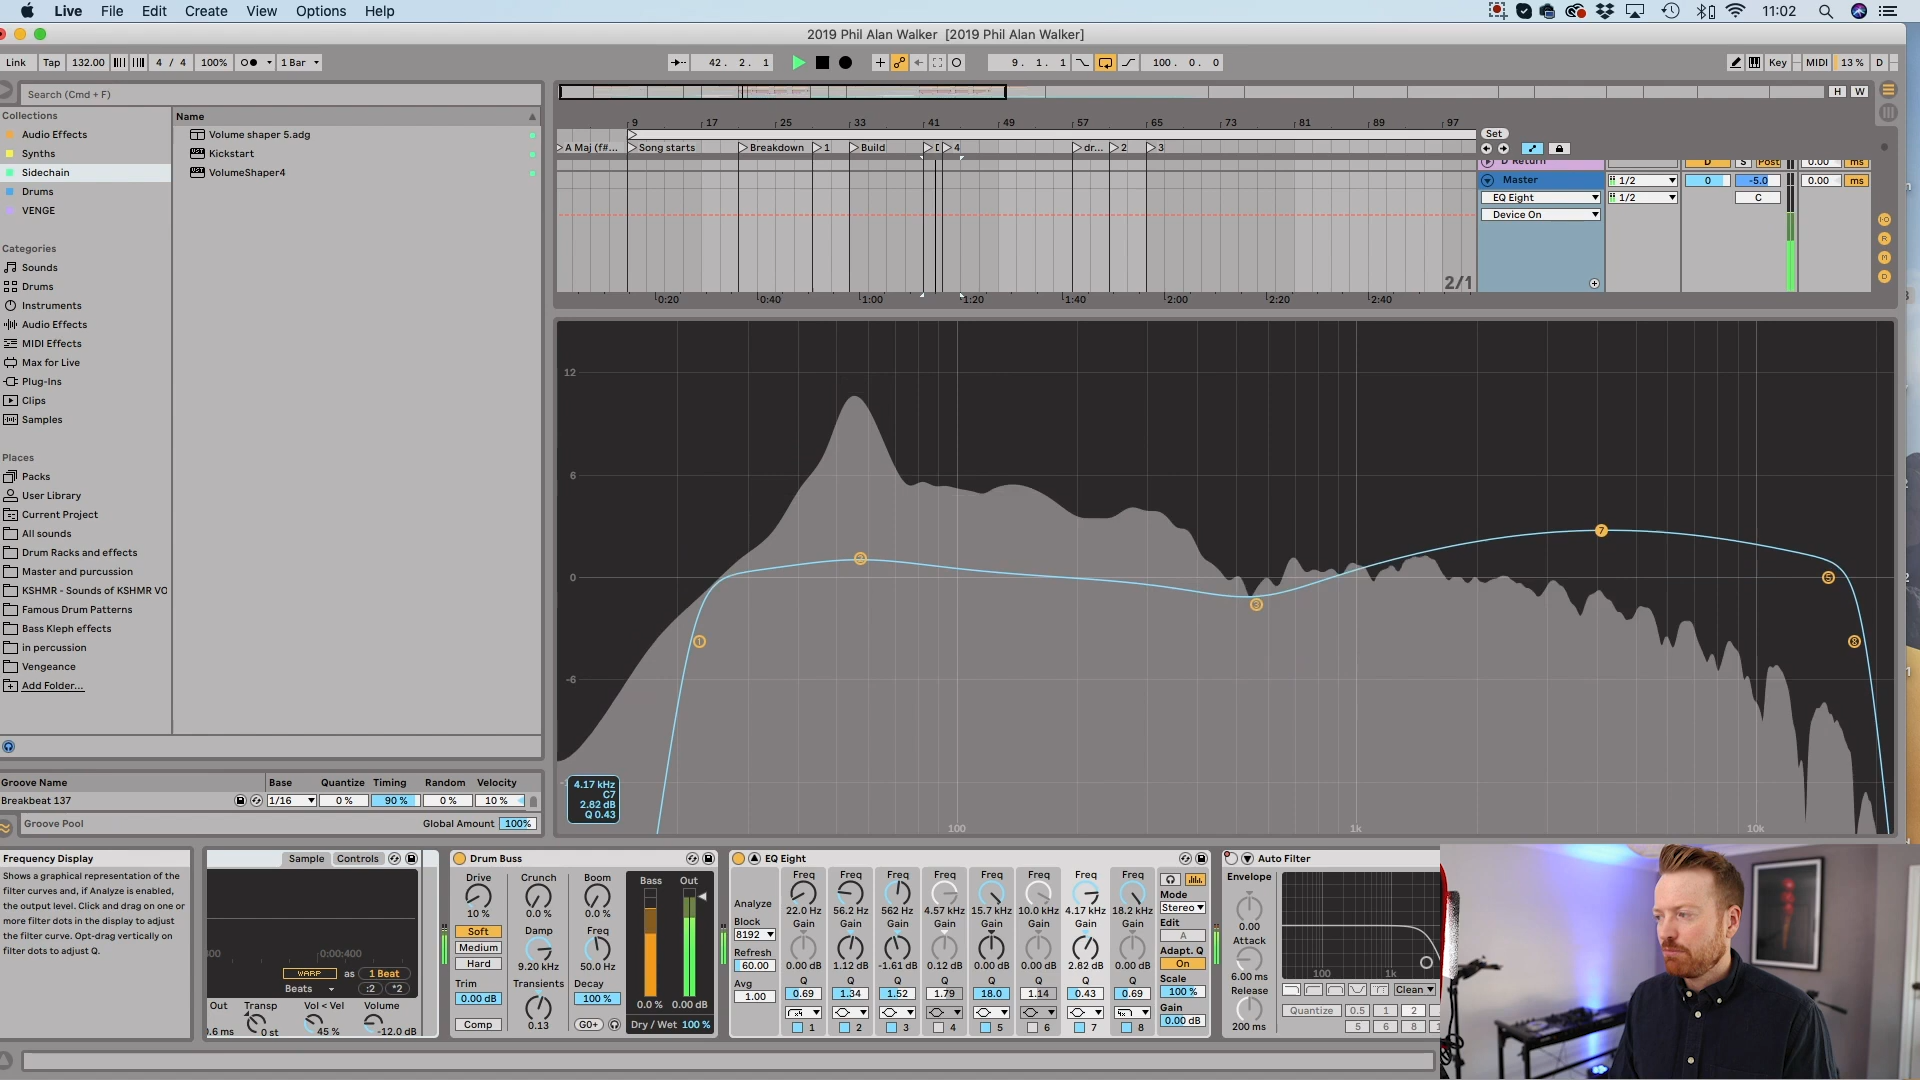 Live File Edit Create View Options Help 11:02
2019 Phil Alan Walker [2019 Phil Alan Walker]
Link Tap 132.00 4 / 4 100% 1 Bar 42. 2. 1 9. 1. 1 100. 0. 0 Key MIDI 13 % D
Search (Cmd + F)
H W
Collections
Audio Effects
Synths
Sidechain
Drums
VENGE
Categories
Sounds
Drums
Instruments
Audio Effects
MIDI Effects
Max for Live
Plug-Ins
Clips
Samples
Places
Packs
User Library
Current Project
All sounds
Drum Racks and effects
Master and percussion
KSHMR - Sounds of KSHMR VO
Famous Drum Patterns
Bass Kleph effects
in percussion
Vengeance
Add Folder...
Name
Volume shaper 5.adg
Kickstart
VolumeShaper4
9 17 25 33 41 49 57 65 73 81 89 97
Set
A Maj (f#... Song starts Breakdown 1 Build 4 dr... 2 3
D Return D S Post 0.00 ms
Master 1/2 0 -5.0 0.00 ms
EQ Eight 1/2 C
Device On
2/1
0:20 0:40 1:00 1:20 1:40 2:00 2:20 2:40
12
6
0
-6
1 2 3 7 5 8
4.17 kHz
C7
2.82 dB
Q 0.43
100 1k 10k
Groove Name Base Quantize Timing Random Velocity
Breakbeat 137 1/16 0 % 90 % 0 % 10 %
Groove Pool Global Amount 100%
Frequency Display
Shows a graphical representation of the
filter curves and, if Analyze is enabled,
the output level. Click and drag on one or
more filter dots in the display to adjust
the filter curve. Opt-drag vertically on
filter dots to adjust Q.
Sample Controls
0:00:400
WARP as 1 Beat
Beats :2 *2
Out Transp Vol < Vel Volume
0 st 45 % -12.0 dB
Drum Buss
Drive Crunch Boom
10 % 0.0 % 0.0 %
Soft
Medium
Hard
Damp Freq
9.20 kHz 50.0 Hz
Trim Transients Decay
0.00 dB 100 %
Comp 0.13
Bass Out
0.0 % 0.00 dB
Dry / Wet 100 %
EQ Eight
Analyze
Block
8192
Refresh
60.00
Avg
1.00
Freq Freq Freq Freq Freq Freq Freq Freq
22.0 Hz 56.2 Hz 562 Hz 4.57 kHz 15.7 kHz 10.0 kHz 4.17 kHz 18.2 kHz
Gain Gain Gain Gain Gain Gain Gain Gain
0.00 dB 1.12 dB -1.61 dB 0.12 dB 0.00 dB 0.00 dB 2.82 dB 0.00 dB
Q Q Q Q Q Q Q Q
0.69 1.34 1.52 1.79 18.0 1.14 0.43 0.69
1 2 3 4 5 6 7 8
Mode
Stereo
Edit
A
Adapt. Q
On
Scale
100 %
Gain
0.00 dB
Auto Filter
Envelope
0.00
Attack
6.00 ms
Release
200 ms
100 1k
Clean
Quantize 0.5 1 2
5 6 8